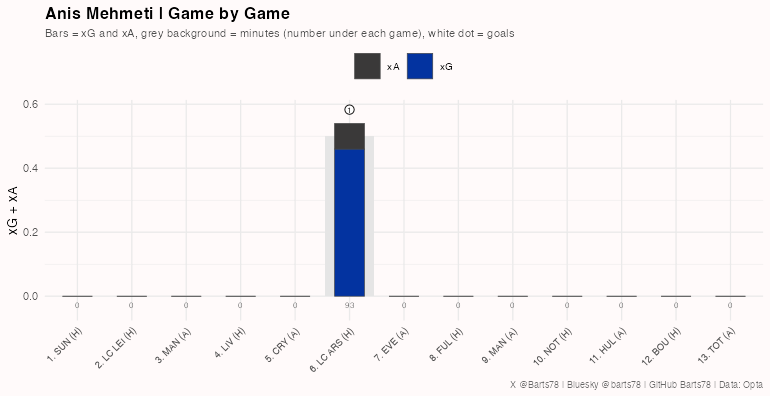 Anis Mehmeti | Game by Game
Bars = xG and xA, grey background = minutes (number under each game), white dot = goals
xA xG
xG + xA
0.6
0.4
0.2
0.0
1
0 0 0 0 0 93 0 0 0 0 0 0 0
1. SUN (H)
2. LC LEI (H)
3. MAN (A)
4. LIV (H)
5. CRY (A)
6. LC ARS (H)
7. EVE (A)
8. FUL (H)
9. MAN (A)
10. NOT (H)
11. HUL (A)
12. BOU (H)
13. TOT (A)
X @Barts78 | Bluesky @barts78 | GitHub Barts78 | Data: Opta